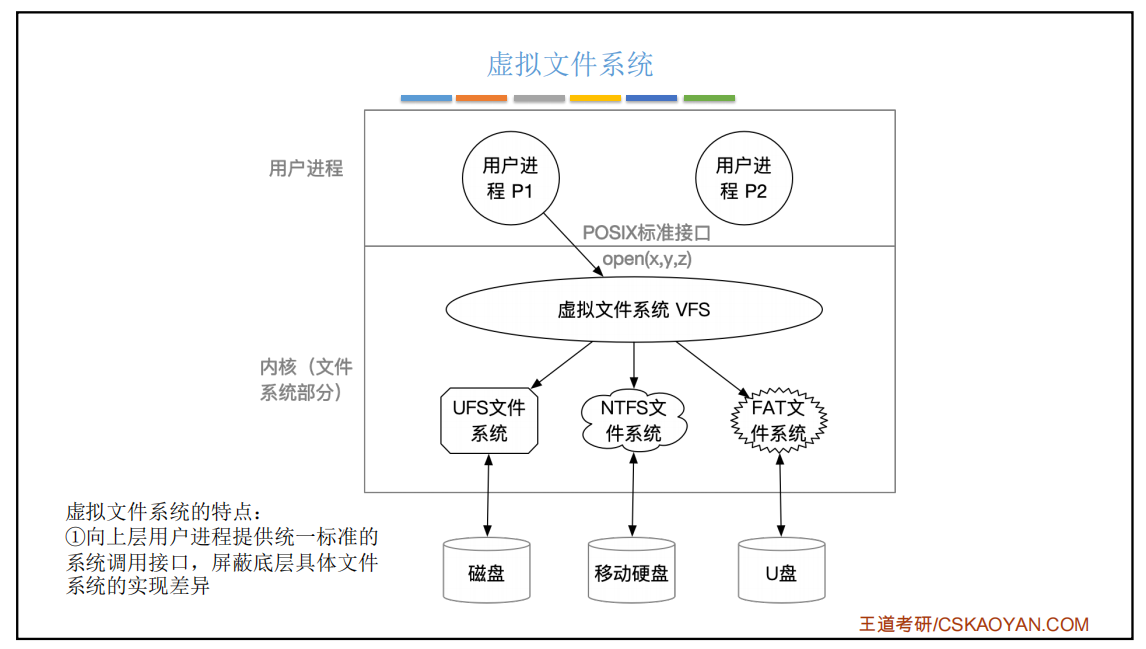 虚拟文件系统
用户进程
用户进
程 P1
用户进
程 P2
POSIX标准接口
open(x,y,z)
虚拟文件系统 VFS
内核（文件
系统部分）
UFS文件
系统
NTFS文
件系统
FAT文
件系统
虚拟文件系统的特点：
①向上层用户进程提供统一标准的
系统调用接口，屏蔽底层具体文件
系统的实现差异
磁盘
移动硬盘
U盘
王道考研/CSKAOYAN.COM